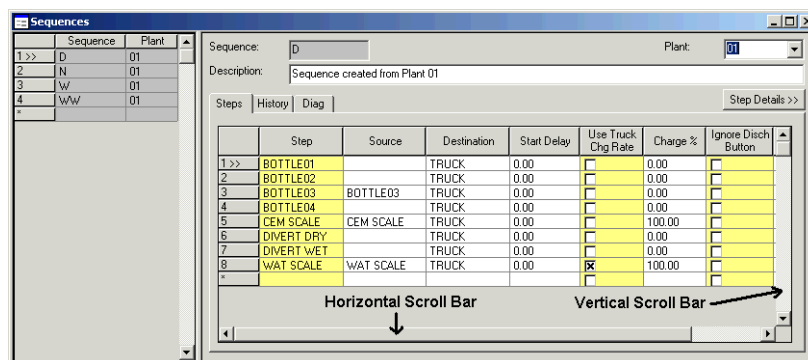 Sequences
Sequence Plant
1 >> D 01
2 N 01
3 W 01
4 WW 01
*
Sequence: D Plant: 01
Description: Sequence created from Plant 01
Steps History Diag Step Details >>
Step Source Destination Start Delay Use Truck Chg Rate Charge % Ignore Disch Button
1 >> BOTTLE01 TRUCK 0.00 0.00
2 BOTTLE02 TRUCK 0.00 0.00
3 BOTTLE03 BOTTLE03 TRUCK 0.00 0.00
4 BOTTLE04 TRUCK 0.00 0.00
5 CEM SCALE CEM SCALE TRUCK 0.00 100.00
6 DIVERT DRY TRUCK 0.00 0.00
7 DIVERT WET TRUCK 0.00 0.00
8 WAT SCALE WAT SCALE TRUCK 0.00 100.00
*
Horizontal Scroll Bar Vertical Scroll Bar